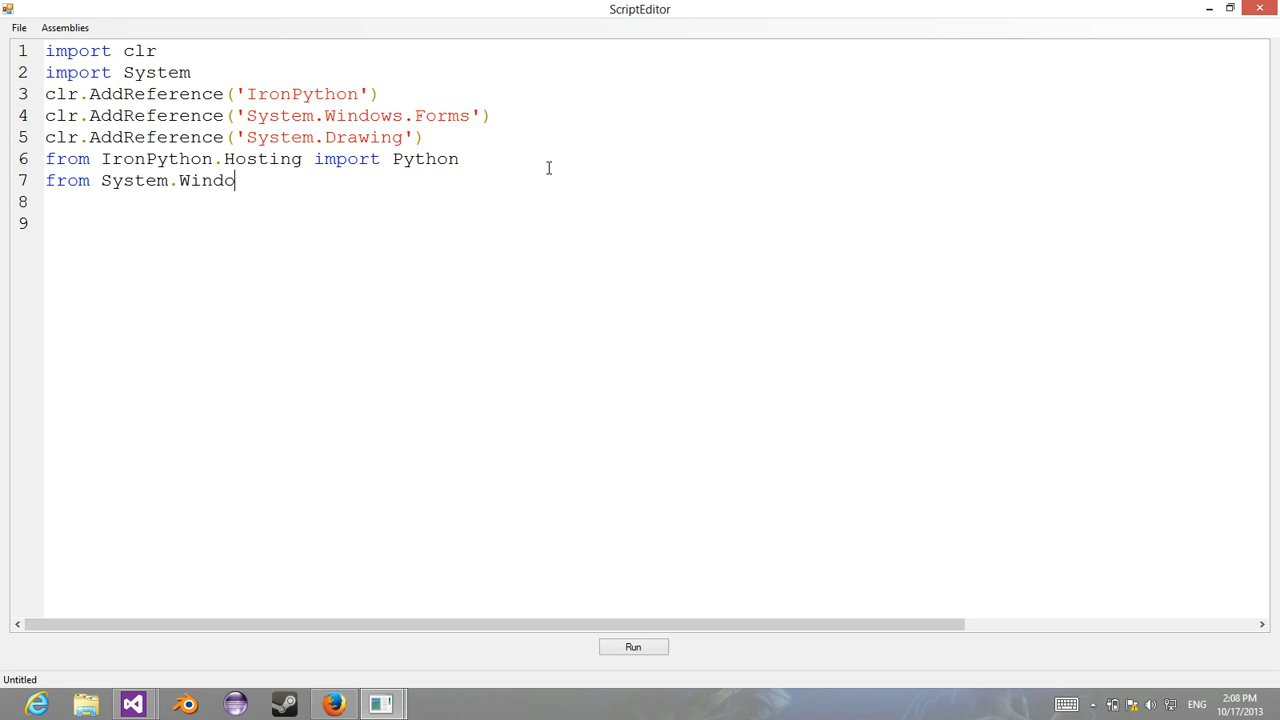 ScriptEditor
File Assemblies
1 import clr
2 import System
3 clr.AddReference('IronPython')
4 clr.AddReference('System.Windows.Forms')
5 clr.AddReference('System.Drawing')
6 from IronPython.Hosting import Python
7 from System.Windo
8
9
Run
Untitled
ENG
2:08 PM
10/17/2013